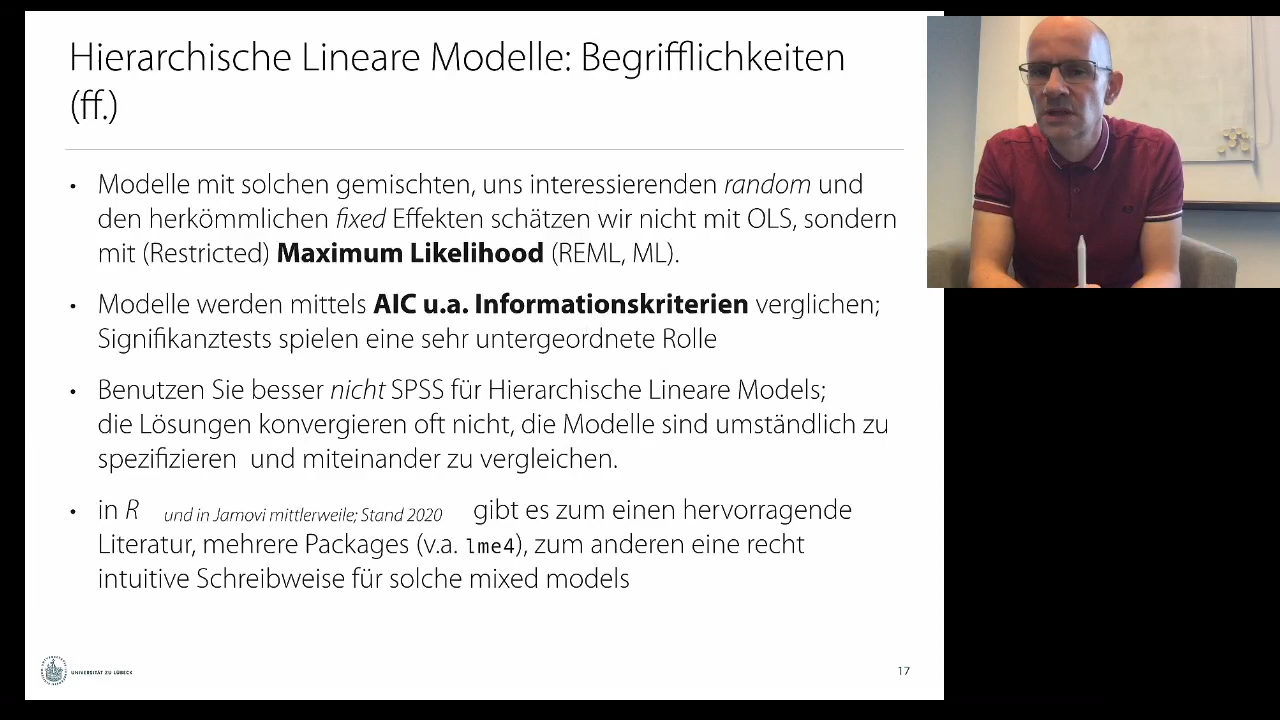 Hierarchische Lineare Modelle: Begrifflichkeiten
(ff.)
• Modelle mit solchen gemischten, uns interessierenden random und
den herkömmlichen fixed Effekten schätzen wir nicht mit OLS, sondern
mit (Restricted) Maximum Likelihood (REML, ML).
• Modelle werden mittels AIC u.a. Informationskriterien verglichen;
Signifikanztests spielen eine sehr untergeordnete Rolle
• Benutzen Sie besser nicht SPSS für Hierarchische Lineare Models;
die Lösungen konvergieren oft nicht, die Modelle sind umständlich zu
spezifizieren und miteinander zu vergleichen.
• in R und in Jamovi mittlerweile; Stand 2020 gibt es zum einen hervorragende
Literatur, mehrere Packages (v.a. lme4), zum anderen eine recht
intuitive Schreibweise für solche mixed models
UNIVERSITÄT ZU LÜBECK
17